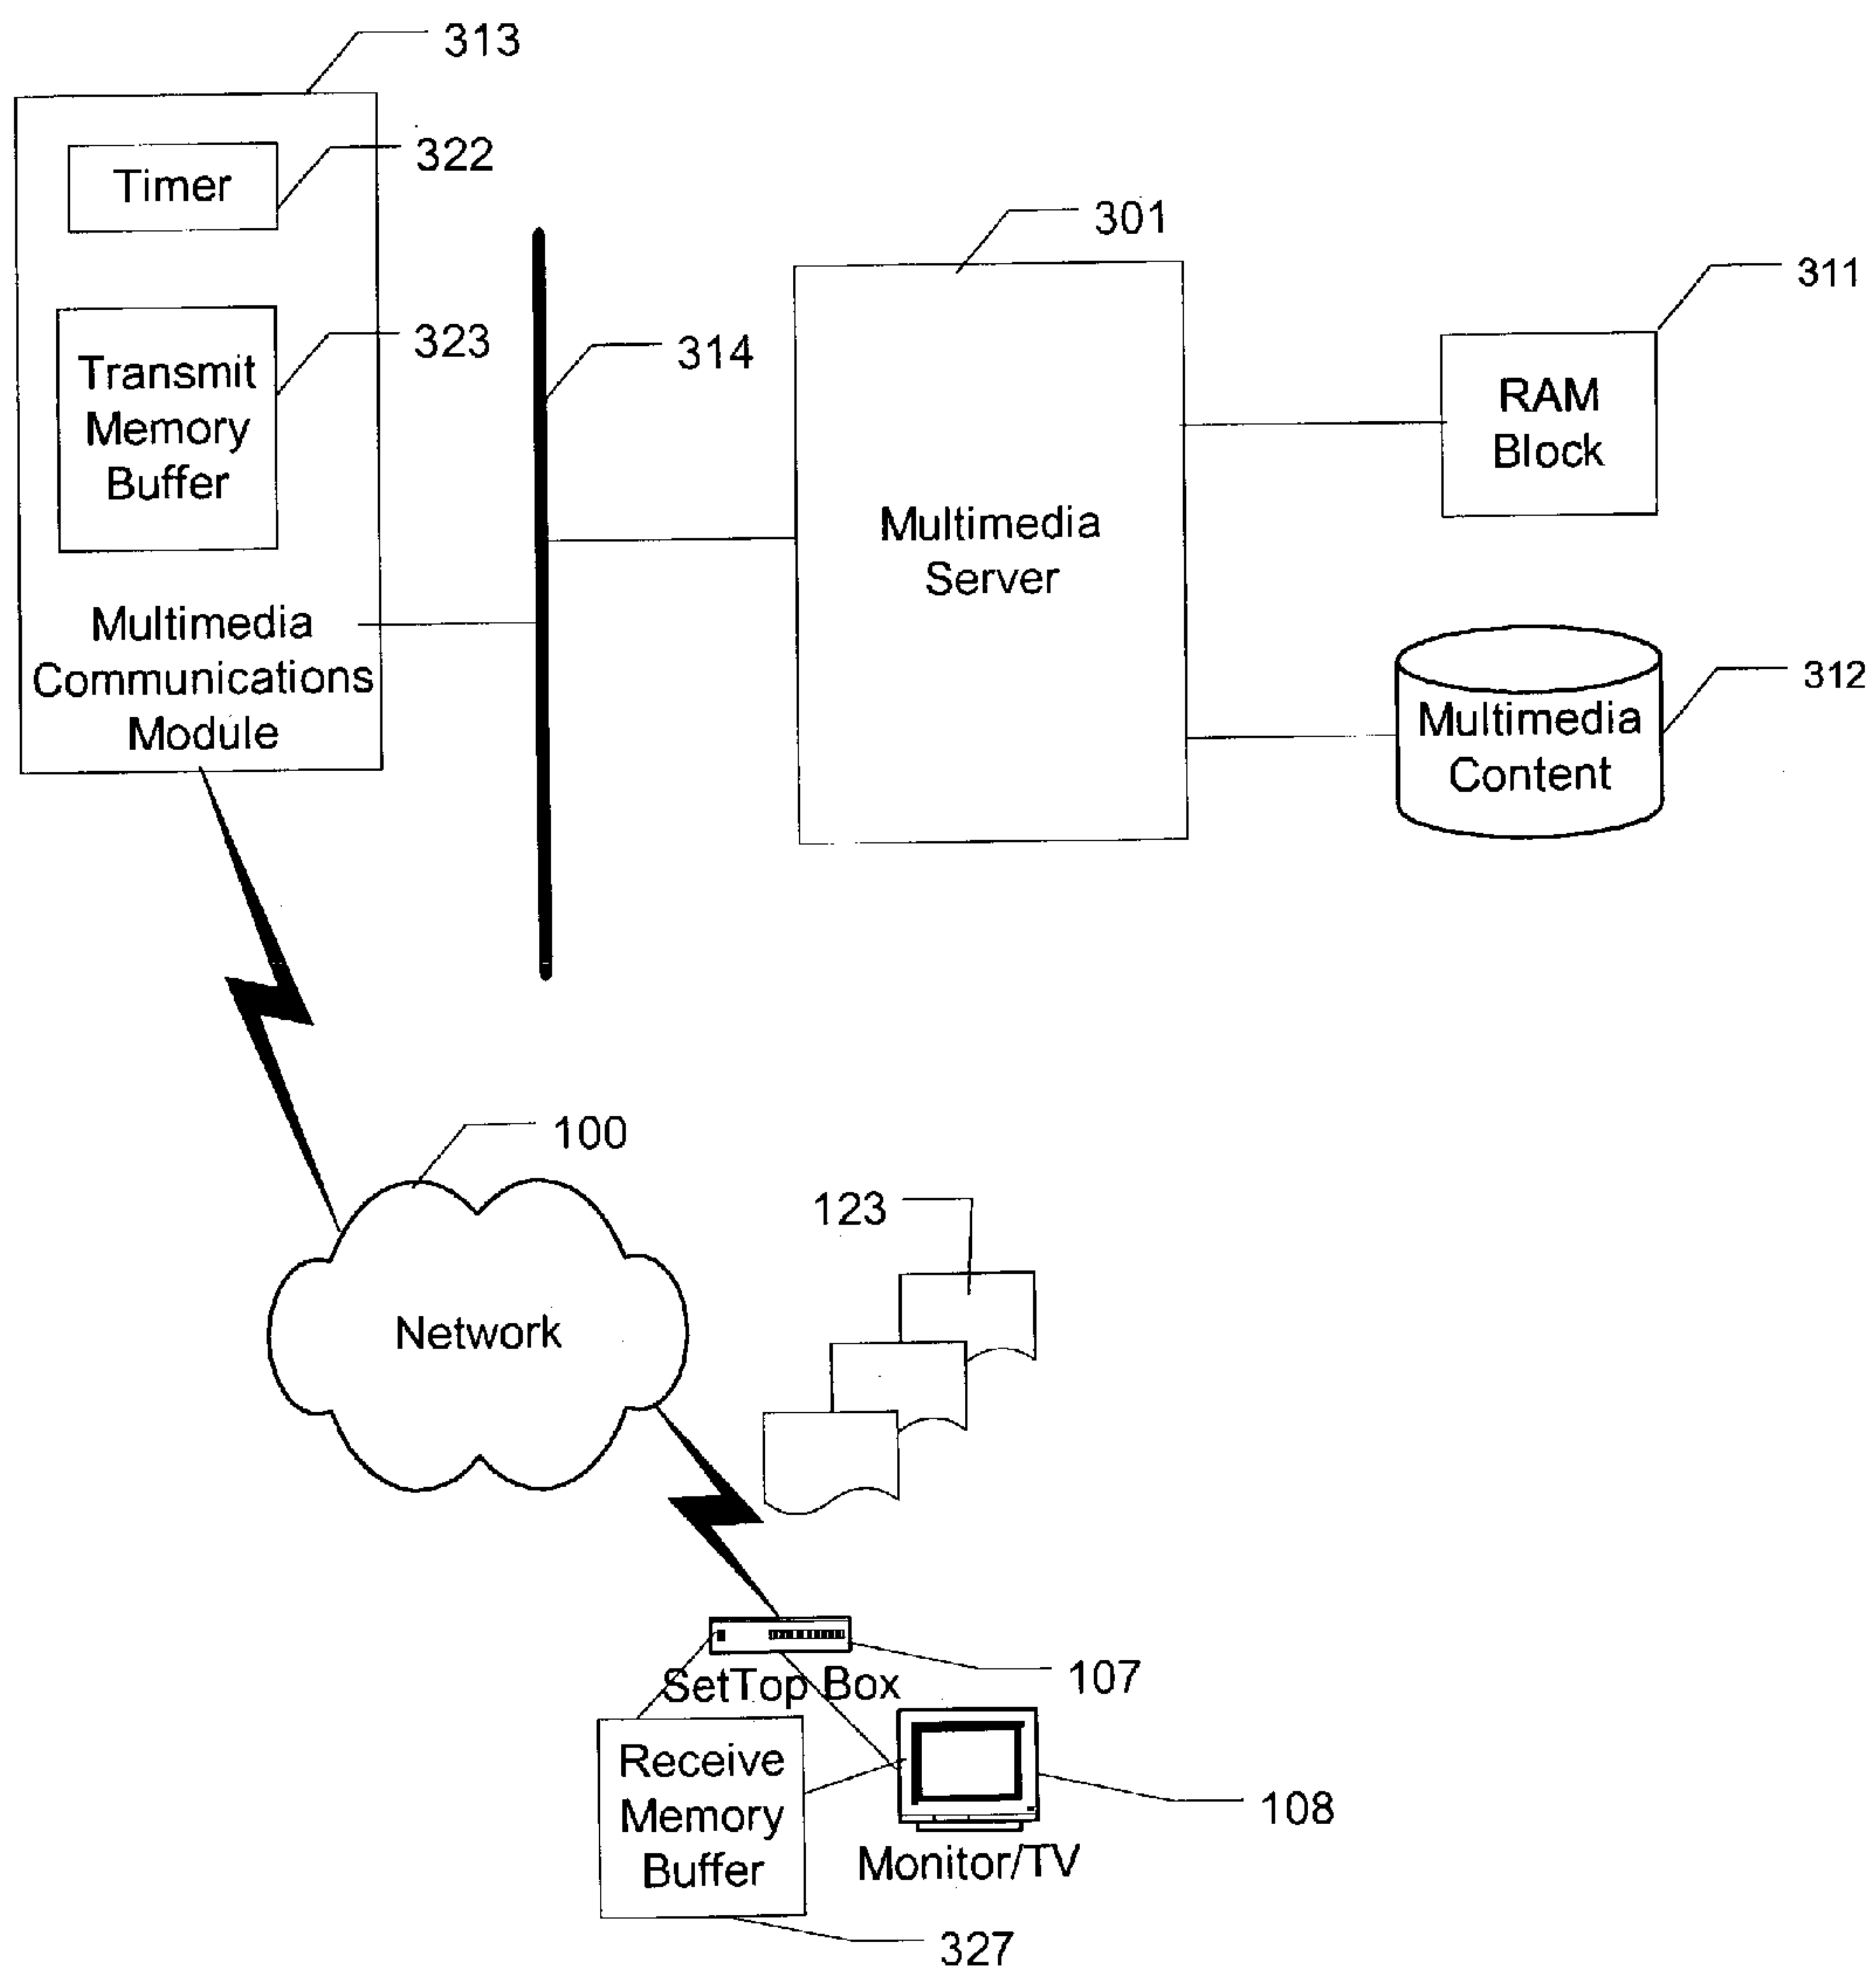 313
Timer
322
Transmit
Memory
Buffer
323
Multimedia
Communications
Module
314
301
Multimedia
Server
311
RAM
Block
312
Multimedia
Content
100
Network
123
107
SetTop Box
Receive
Memory
Buffer
108
Monitor/TV
327